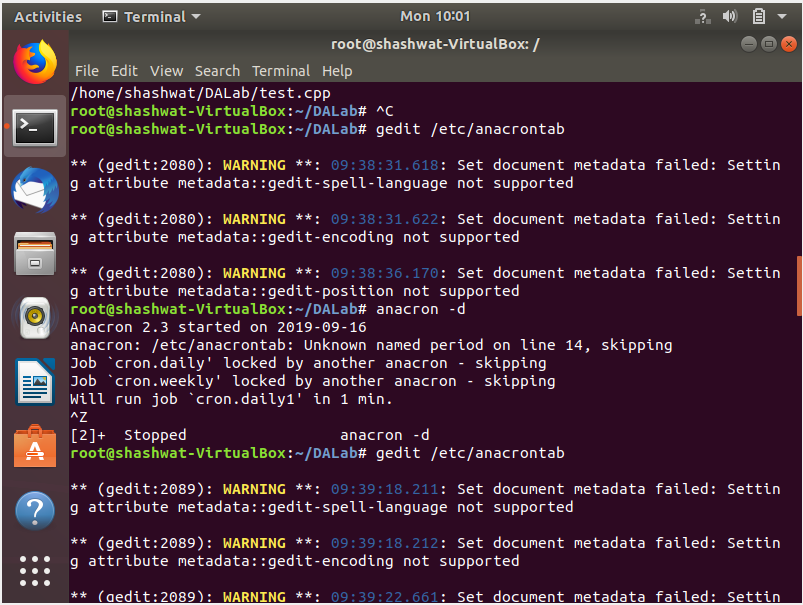 Activities Terminal Mon 10:01
root@shashwat-VirtualBox: /
File Edit View Search Terminal Help
/home/shashwat/DALab/test.cpp
root@shashwat-VirtualBox:~/DALab# ^C
root@shashwat-VirtualBox:~/DALab# gedit /etc/anacrontab

** (gedit:2080): WARNING **: 09:38:31.618: Set document metadata failed: Settin
g attribute metadata::gedit-spell-language not supported

** (gedit:2080): WARNING **: 09:38:31.622: Set document metadata failed: Settin
g attribute metadata::gedit-encoding not supported

** (gedit:2080): WARNING **: 09:38:36.170: Set document metadata failed: Settin
g attribute metadata::gedit-position not supported
root@shashwat-VirtualBox:~/DALab# anacron -d
Anacron 2.3 started on 2019-09-16
anacron: /etc/anacrontab: Unknown named period on line 14, skipping
Job `cron.daily' locked by another anacron - skipping
Job `cron.weekly' locked by another anacron - skipping
Will run job `cron.daily1' in 1 min.
^Z
[2]+  Stopped                 anacron -d
root@shashwat-VirtualBox:~/DALab# gedit /etc/anacrontab

** (gedit:2089): WARNING **: 09:39:18.211: Set document metadata failed: Settin
g attribute metadata::gedit-spell-language not supported

** (gedit:2089): WARNING **: 09:39:18.212: Set document metadata failed: Settin
g attribute metadata::gedit-encoding not supported

** (gedit:2089): WARNING **: 09:39:22.661: Set document metadata failed: Settin